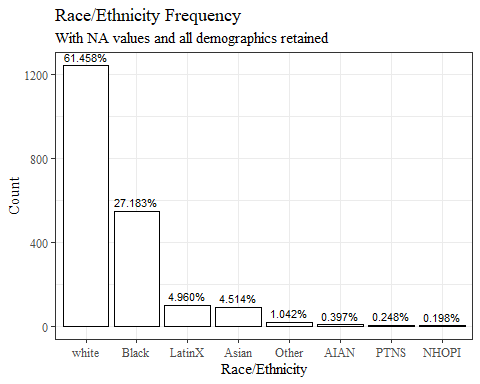 Race/Ethnicity Frequency
With NA values and all demographics retained
61.458%
27.183%
4.960%
4.514%
1.042%
0.397%
0.248%
0.198%
1200
800
400
0
Count
white Black LatinX Asian Other AIAN PTNS NHOPI
Race/Ethnicity